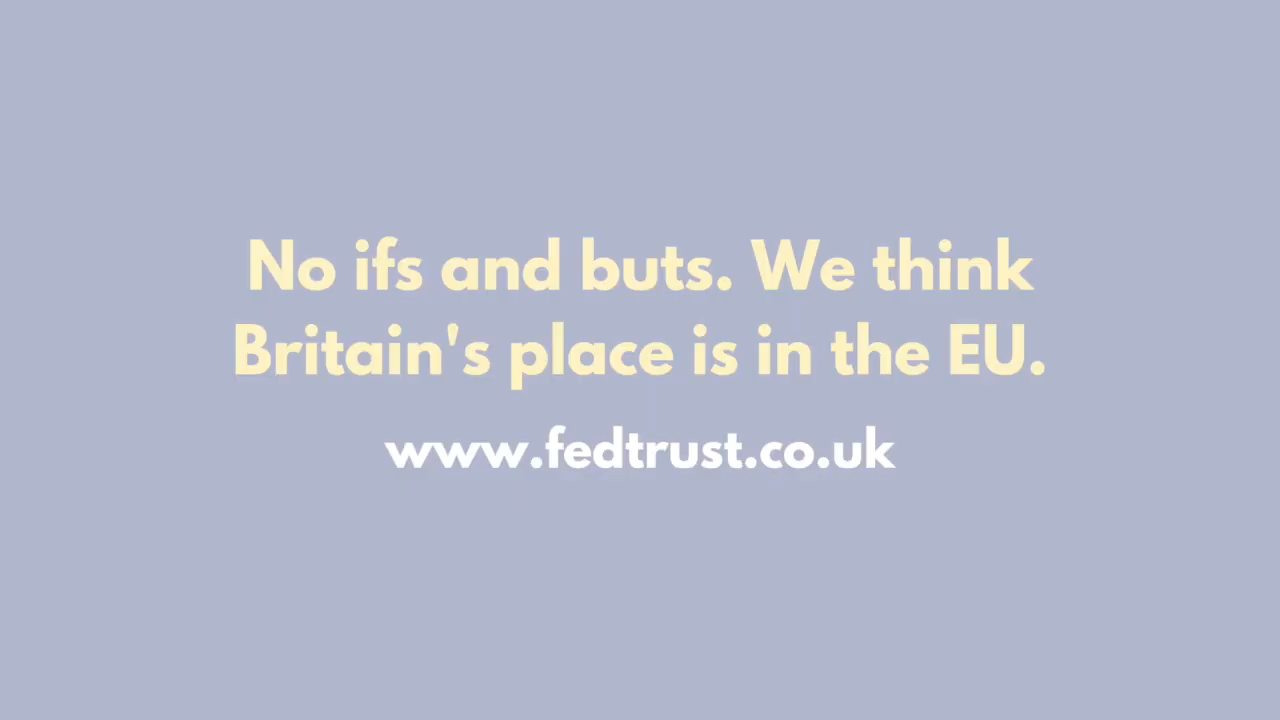 No ifs and buts. We think
Britain's place is in the EU.
www.fedtrust.co.uk